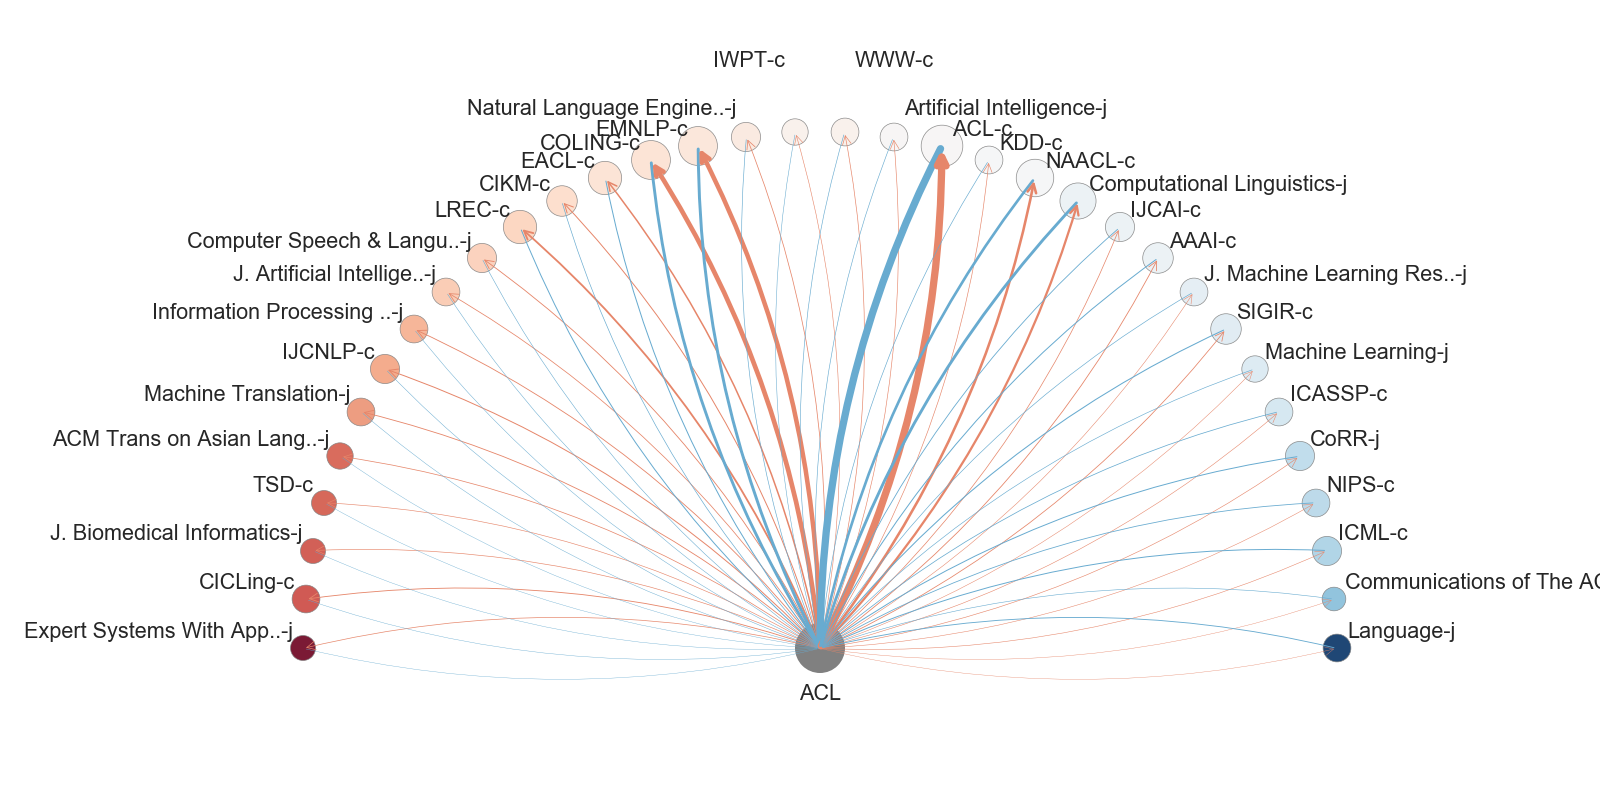 IWPT-c
WWW-c
Natural Language Engine..-j
Artificial Intelligence-j
EMNLP-c
ACL-c
COLING-c
KDD-c
EACL-c
NAACL-c
CIKM-c
Computational Linguistics-j
LREC-c
IJCAI-c
Computer Speech & Langu..-j
AAAI-c
J. Artificial Intellige..-j
J. Machine Learning Res..-j
Information Processing ..-j
SIGIR-c
IJCNLP-c
Machine Learning-j
Machine Translation-j
ICASSP-c
ACM Trans on Asian Lang..-j
CoRR-j
TSD-c
NIPS-c
J. Biomedical Informatics-j
ICML-c
CICLing-c
Communications of The AC
Expert Systems With App..-j
Language-j
ACL